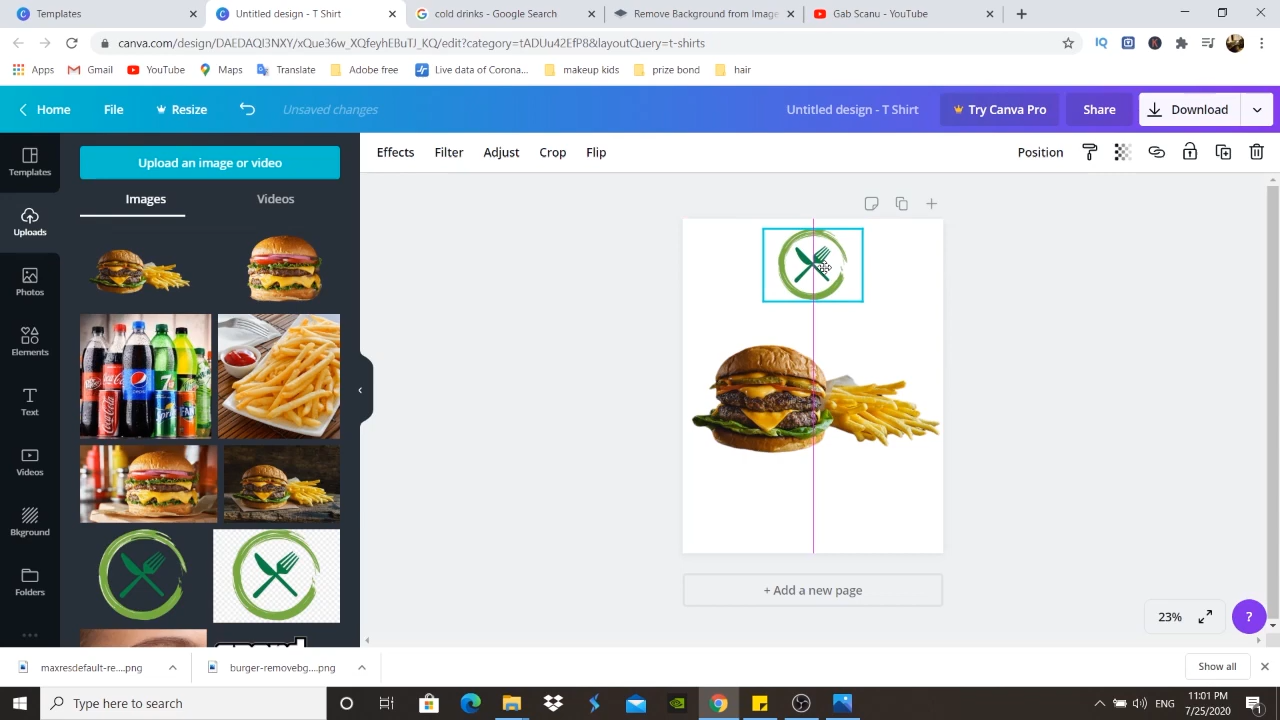 Templates
Untitled design - T Shirt
cold drinks - Google Search
Remove Background from Image
Gab Scanu - YouTube
canva.com/design/DAEDAQI3NXY/xQue36w_XQfeyhEBuTJ_KQ/edit?category=tADUu42EfP8&layoutQuery=t-shirts
Apps
Gmail
YouTube
Maps
Translate
Adobe free
Live data of Corona...
makeup kids
prize bond
hair
Home
File
Resize
Unsaved changes
Untitled design - T Shirt
Try Canva Pro
Share
Download
Templates
Uploads
Photos
Elements
Text
Videos
Bkground
Folders
Upload an image or video
Images
Videos
Effects
Filter
Adjust
Crop
Flip
Position
+ Add a new page
23%
?
maxresdefault-re....png
burger-removebg....png
Show all
Type here to search
ENG
11:01 PM
7/25/2020